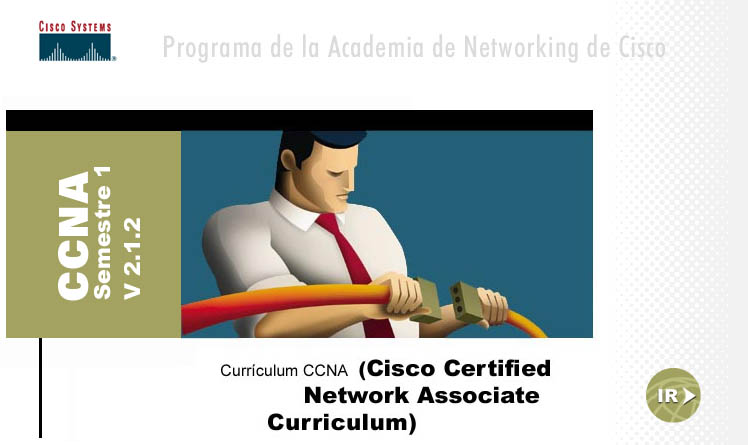 CISCO SYSTEMS
Programa de la Academia de Networking de Cisco
CCNA
Semestre 1
V 2.1.2
Currículum CCNA (Cisco Certified
Network Associate
Curriculum)
IR